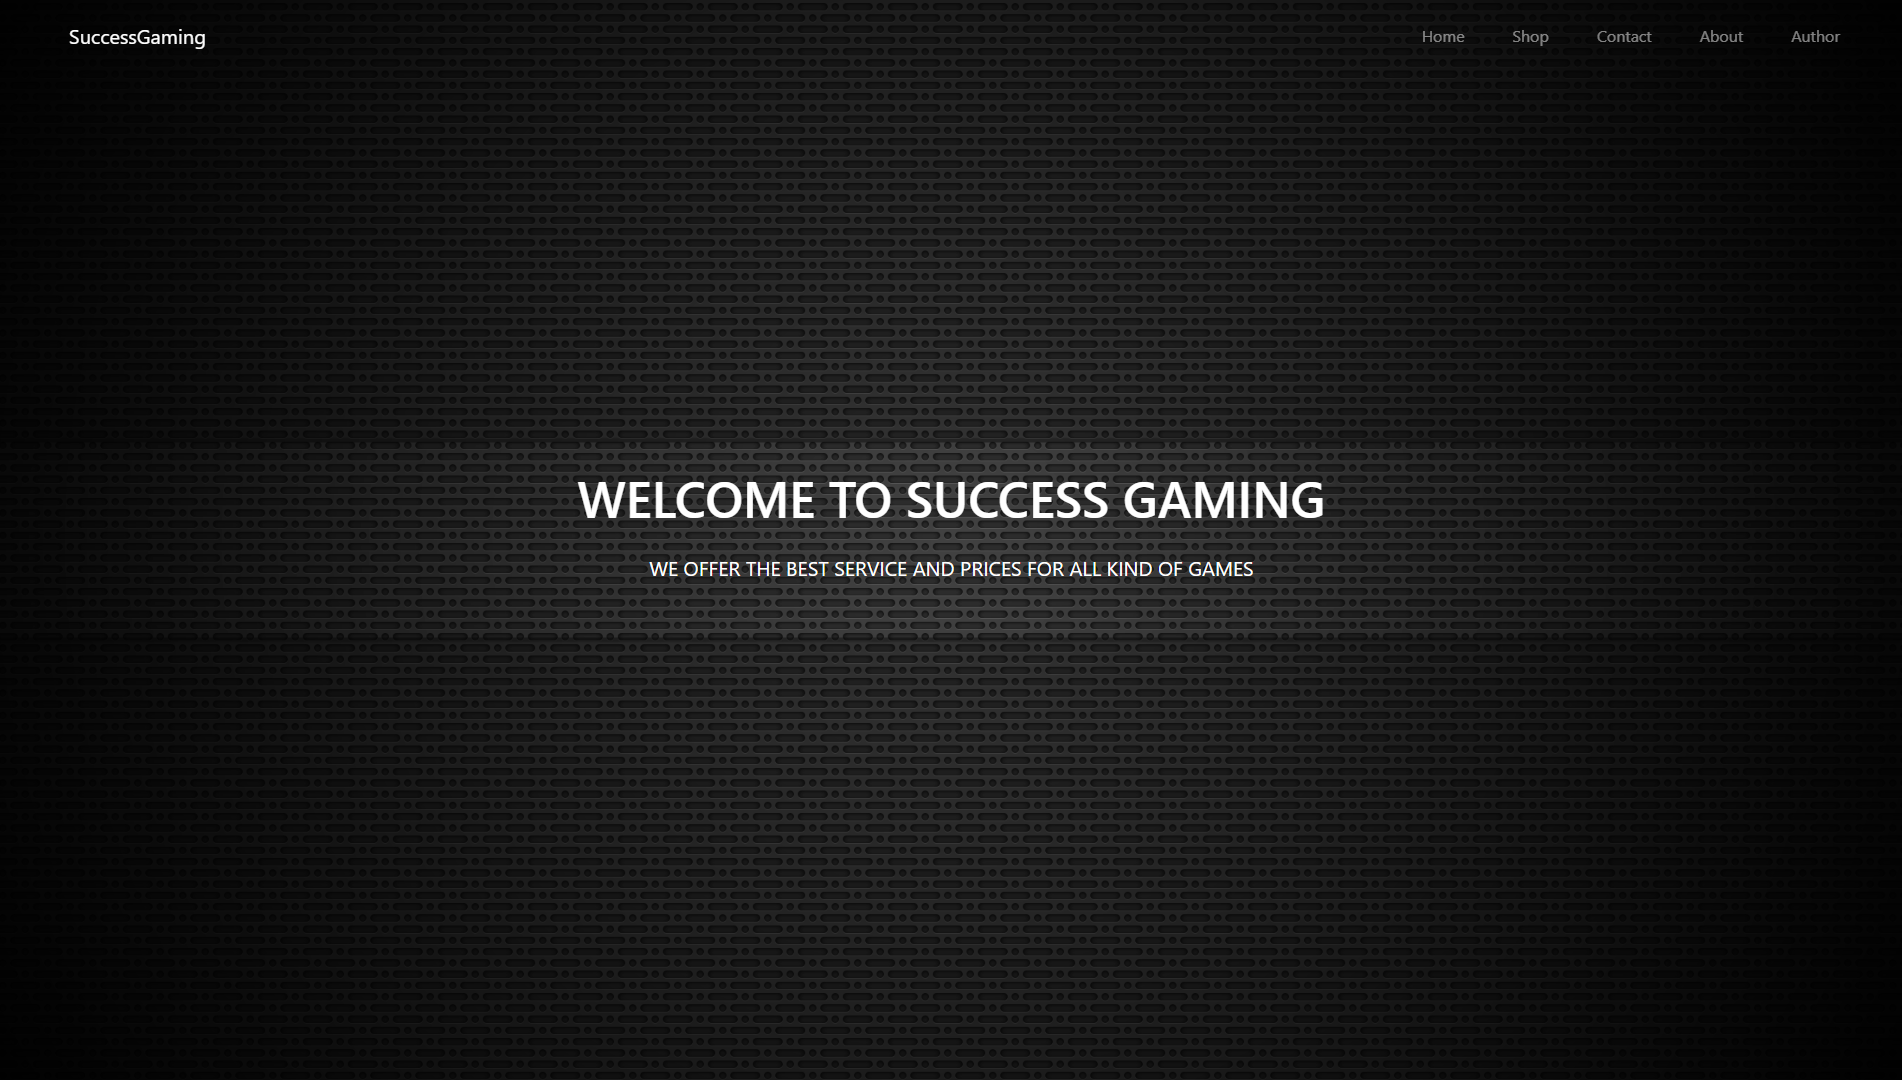 SuccessGaming
Home Shop Contact About Author
WELCOME TO SUCCESS GAMING
WE OFFER THE BEST SERVICE AND PRICES FOR ALL KIND OF GAMES